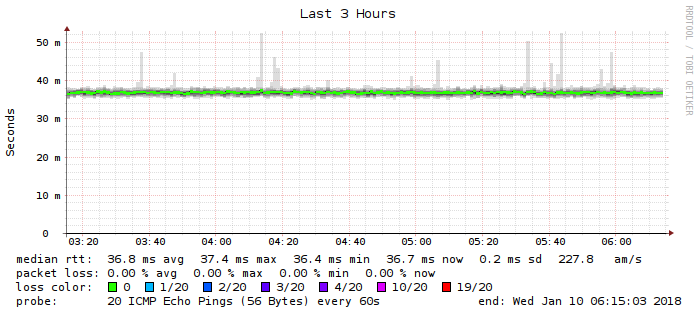 Last 3 Hours
RRDTOOL / TOBI OETIKER
Seconds
50 m
40 m
30 m
20 m
10 m
0
03:20 03:40 04:00 04:20 04:40 05:00 05:20 05:40 06:00
median rtt: 36.8 ms avg 37.4 ms max 36.4 ms min 36.7 ms now 0.2 ms sd 227.8 am/s
packet loss: 0.00 % avg 0.00 % max 0.00 % min 0.00 % now
loss color: 0 1/20 2/20 3/20 4/20 10/20 19/20
probe: 20 ICMP Echo Pings (56 Bytes) every 60s end: Wed Jan 10 06:15:03 2018